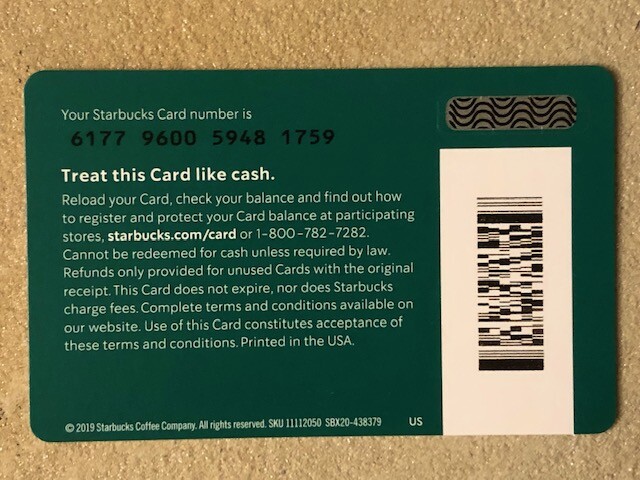 Your Starbucks Card number is
6177 9600 5948 1759
Treat this Card like cash.
Reload your Card, check your balance and find out how
to register and protect your Card balance at participating
stores, starbucks.com/card or 1-800-782-7282.
Cannot be redeemed for cash unless required by law.
Refunds only provided for unused Cards with the original
receipt. This Card does not expire, nor does Starbucks
charge fees. Complete terms and conditions available on
our website. Use of this Card constitutes acceptance of
these terms and conditions. Printed in the USA.
© 2019 Starbucks Coffee Company. All rights reserved. SKU 11112050 SBX20-438379 US